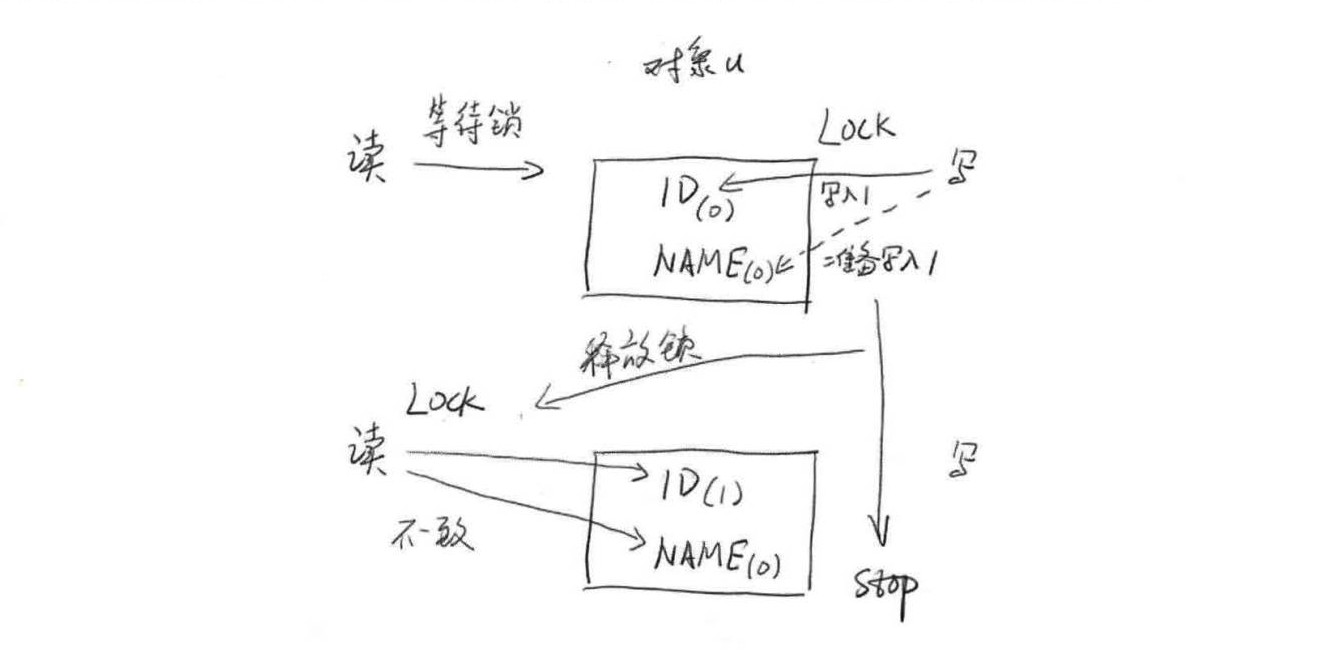 对象u
等待锁
LOCK
读
写
ID(0)
写入1
NAME(0)
准备写入1
释放锁
LOCK
读
写
ID(1)
不一致
NAME(0)
stop